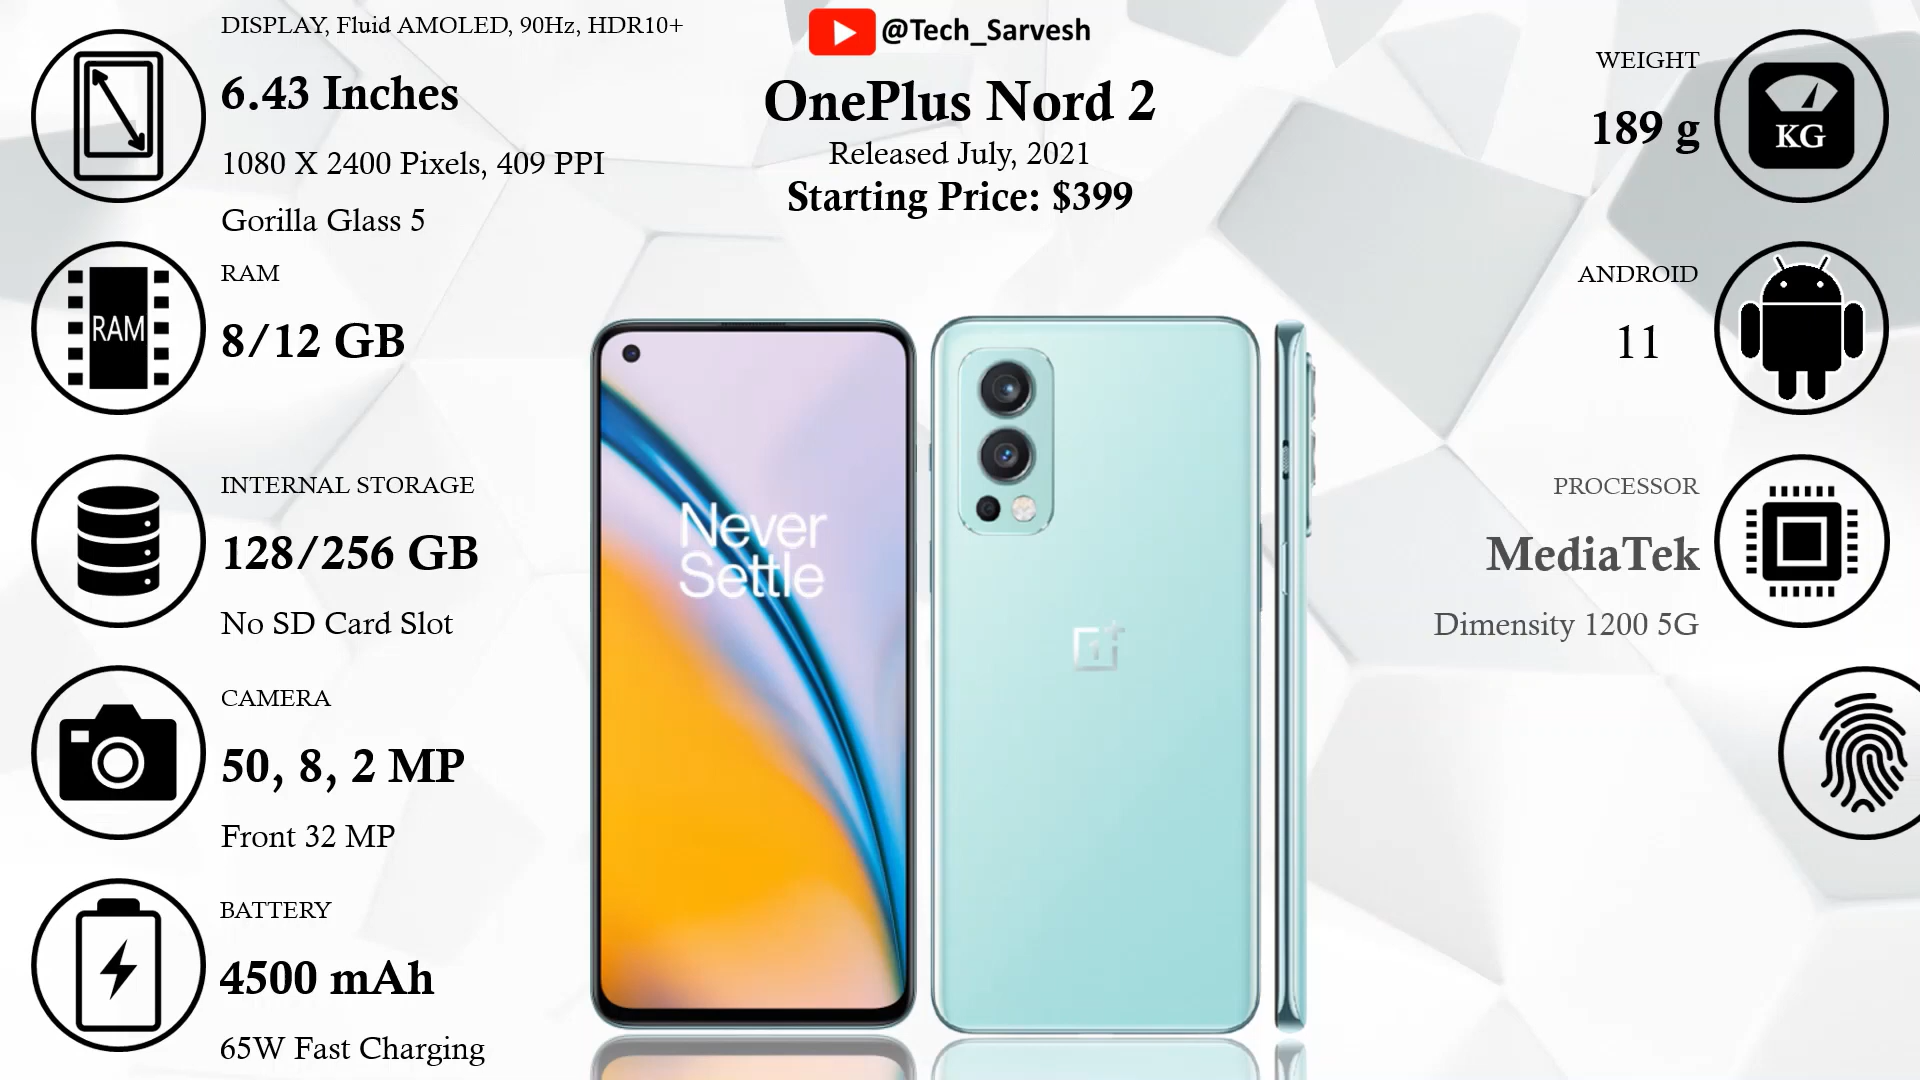 @Tech_Sarvesh
OnePlus Nord 2
Released July, 2021
Starting Price: $399
DISPLAY, Fluid AMOLED, 90Hz, HDR10+
6.43 Inches
1080 X 2400 Pixels, 409 PPI
Gorilla Glass 5
RAM
RAM
8/12 GB
INTERNAL STORAGE
128/256 GB
No SD Card Slot
CAMERA
50, 8, 2 MP
Front 32 MP
BATTERY
4500 mAh
65W Fast Charging
Never
Settle
WEIGHT
189 g
KG
ANDROID
11
PROCESSOR
MediaTek
Dimensity 1200 5G